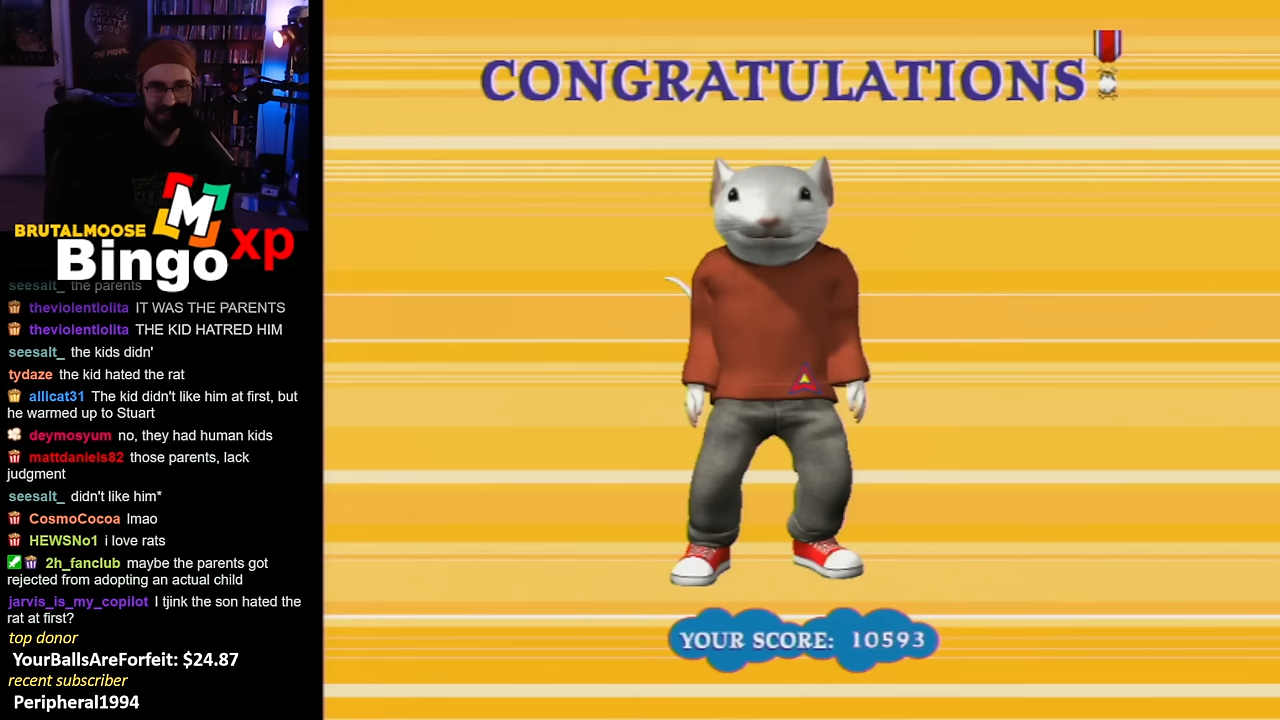 CONGRATULATIONS
BRUTALMOOSE
M
Bingo xp
seesalt_ the parents
theviolentlolita IT WAS THE PARENTS
theviolentlolita THE KID HATRED HIM
seesalt_ the kids didn'
tydaze the kid hated the rat
allicat31 The kid didn't like him at first, but
he warmed up to Stuart
deymosyum no, they had human kids
mattdaniels82 those parents, lack
judgment
seesalt_ didn't like him*
CosmoCocoa lmao
HEWSNo1 i love rats
2h_fanclub maybe the parents got
rejected from adopting an actual child
jarvis_is_my_copilot I tjink the son hated the
rat at first?
top donor
YourBallsAreForfeit: $24.87
recent subscriber
Peripheral1994
YOUR SCORE: 10593